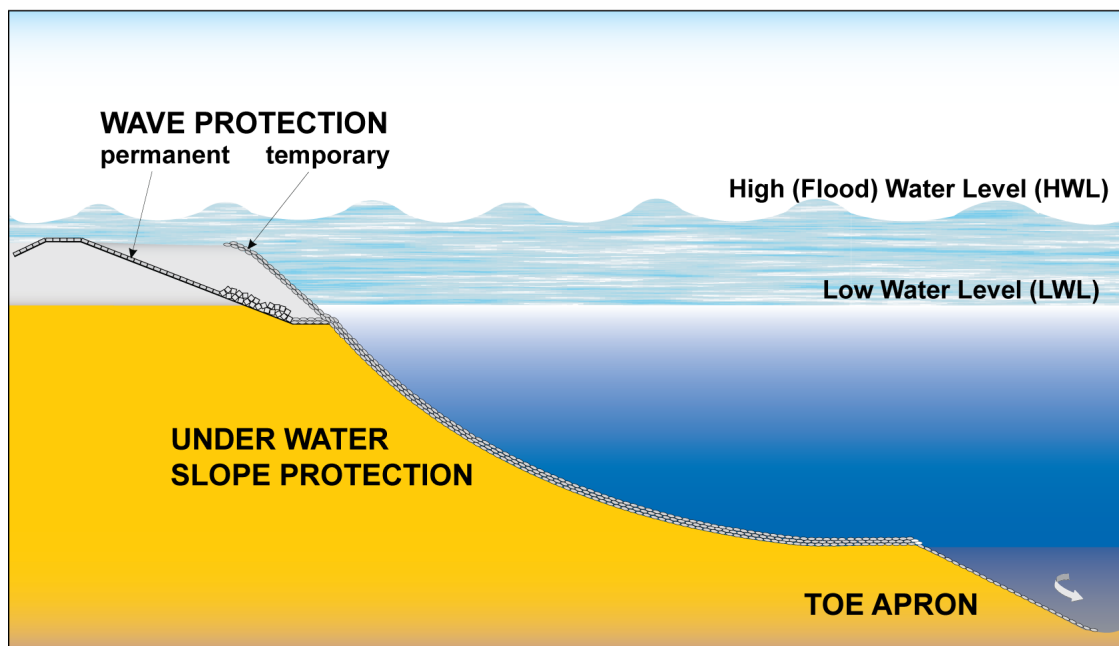 WAVE PROTECTION
permanent temporary
High (Flood) Water Level (HWL)
Low Water Level (LWL)
UNDER WATER
SLOPE PROTECTION
TOE APRON